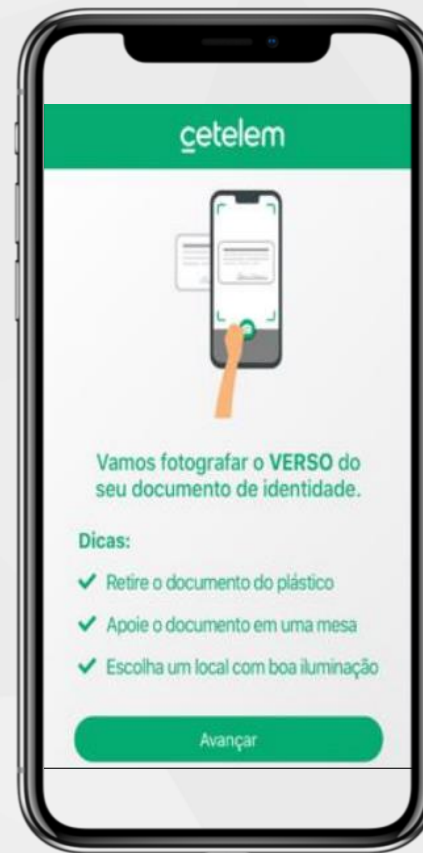 cetelem
Vamos fotografar o VERSO do
seu documento de identidade.
Dicas:
✓ Retire o documento do plástico
✓ Apoie o documento em uma mesa
✓ Escolha um local com boa iluminação
Avançar